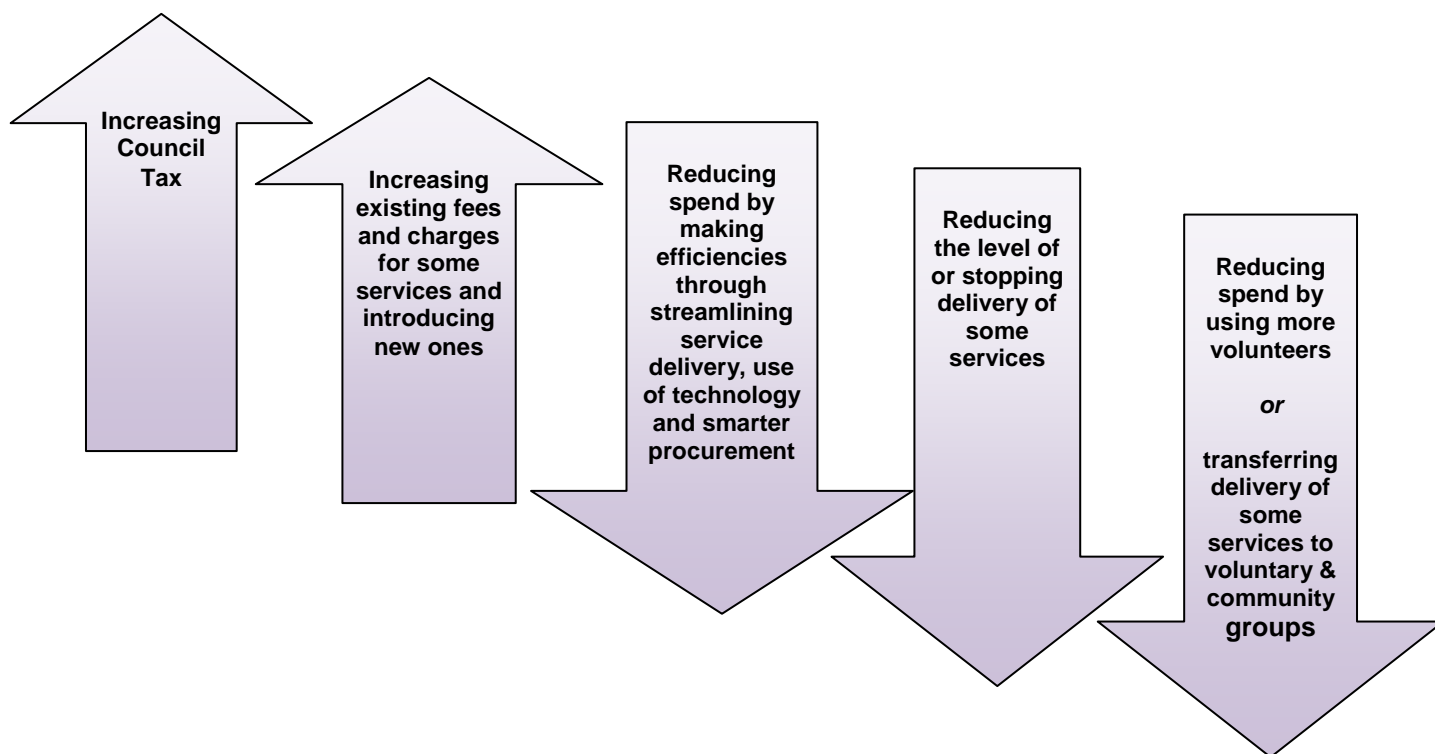 Increasing
Council
Tax
Increasing
existing fees
and charges
for some
services and
introducing
new ones
Reducing
spend by
making
efficiencies
through
streamlining
service
delivery, use
of technology
and smarter
procurement
Reducing
the level of
or stopping
delivery of
some
services
Reducing
spend by
using more
volunteers
or
transferring
delivery of
some
services to
voluntary &
community
groups